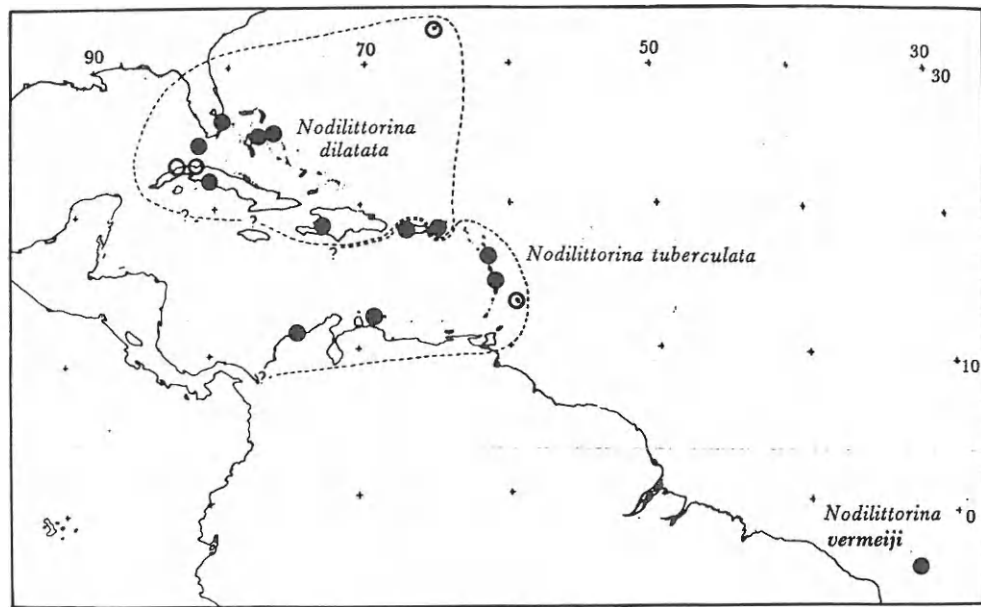 90
70
50
30
30
Nodilittorina
dilatata
? ?
?
Nodilittorina tuberculata
?
10
Nodilittorina
vermeiji
0